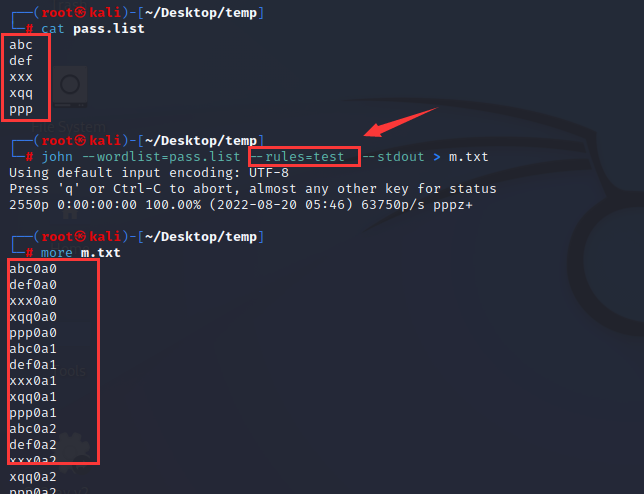 ┌──(root㉿kali)-[~/Desktop/temp]
└─# cat pass.list
abc
def
xxx
xqq
ppp
File System
┌──(root㉿kali)-[~/Desktop/temp]
└─# john --wordlist=pass.list --rules=test --stdout > m.txt
Using default input encoding: UTF-8
Press 'q' or Ctrl-C to abort, almost any other key for status
2550p 0:00:00:00 100.00% (2022-08-20 05:46) 63750p/s pppz+
┌──(root㉿kali)-[~/Desktop/temp]
└─# more m.txt
abc0a0
def0a0
xxx0a0
xqq0a0
ppp0a0
abc0a1
def0a1
xxx0a1
xqq0a1
ppp0a1
abc0a2
def0a2
xxx0a2
xqq0a2
ppp0a2